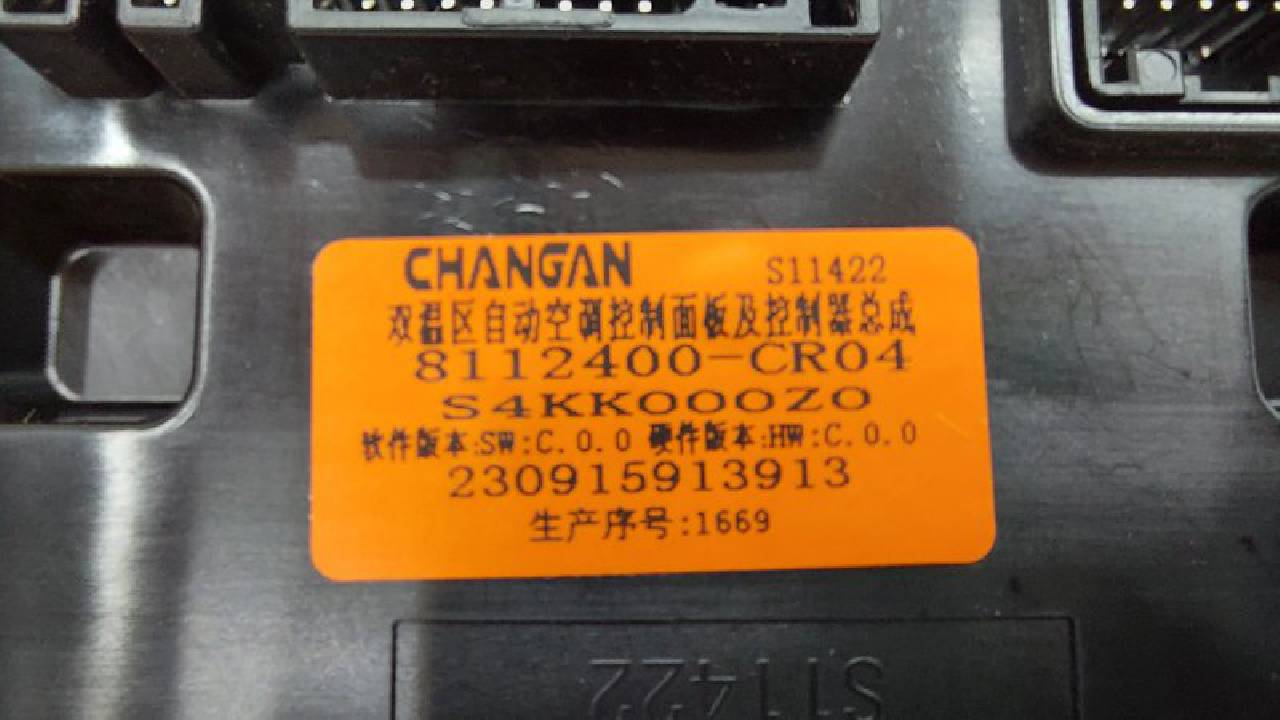 CHANGAN S11422
双温区自动空调控制面板及控制器总成
8112400-CR04
S4KK000Z0
软件版本:SW:C.0.0 硬件版本:HW:C.0.0
230915913913
生产序号:1669
S11422